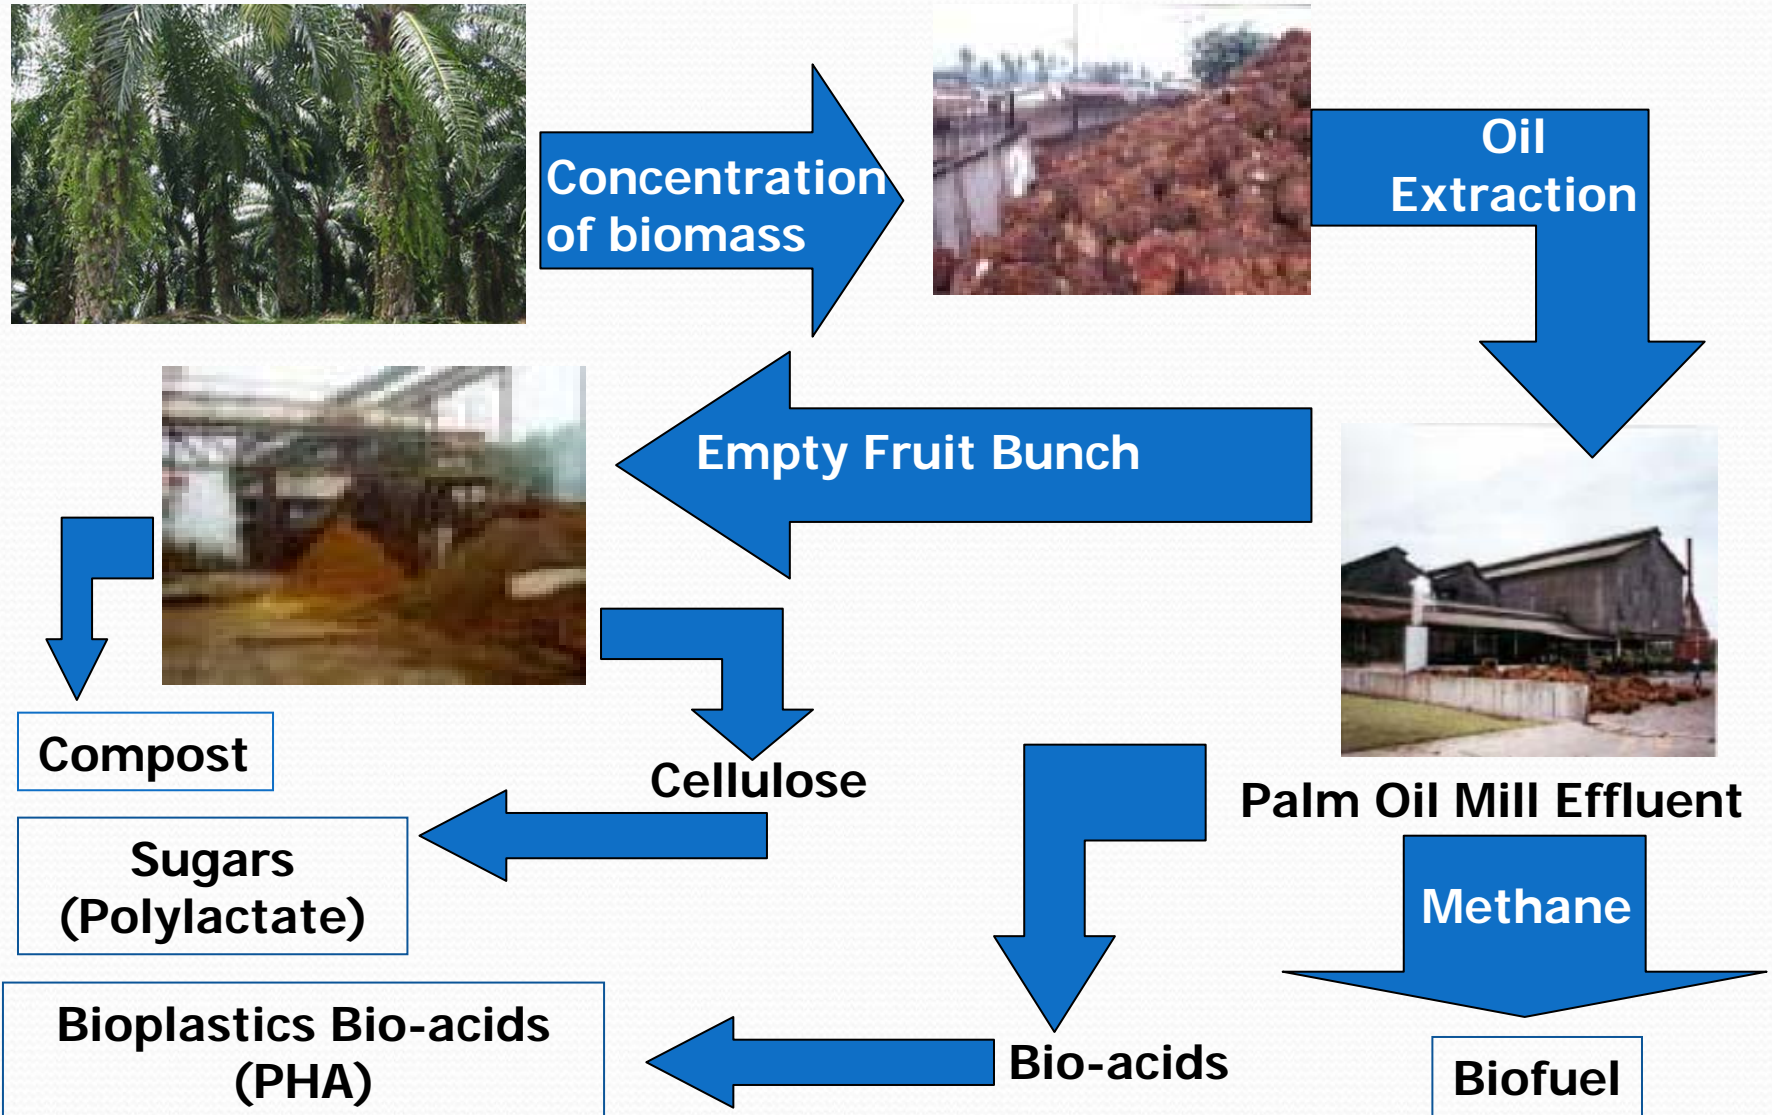 Concentration
of biomass
Oil
Extraction
Empty Fruit Bunch
Compost
Cellulose
Palm Oil Mill Effluent
Sugars
(Polylactate)
Methane
Bioplastics Bio-acids
(PHA)
Bio-acids
Biofuel